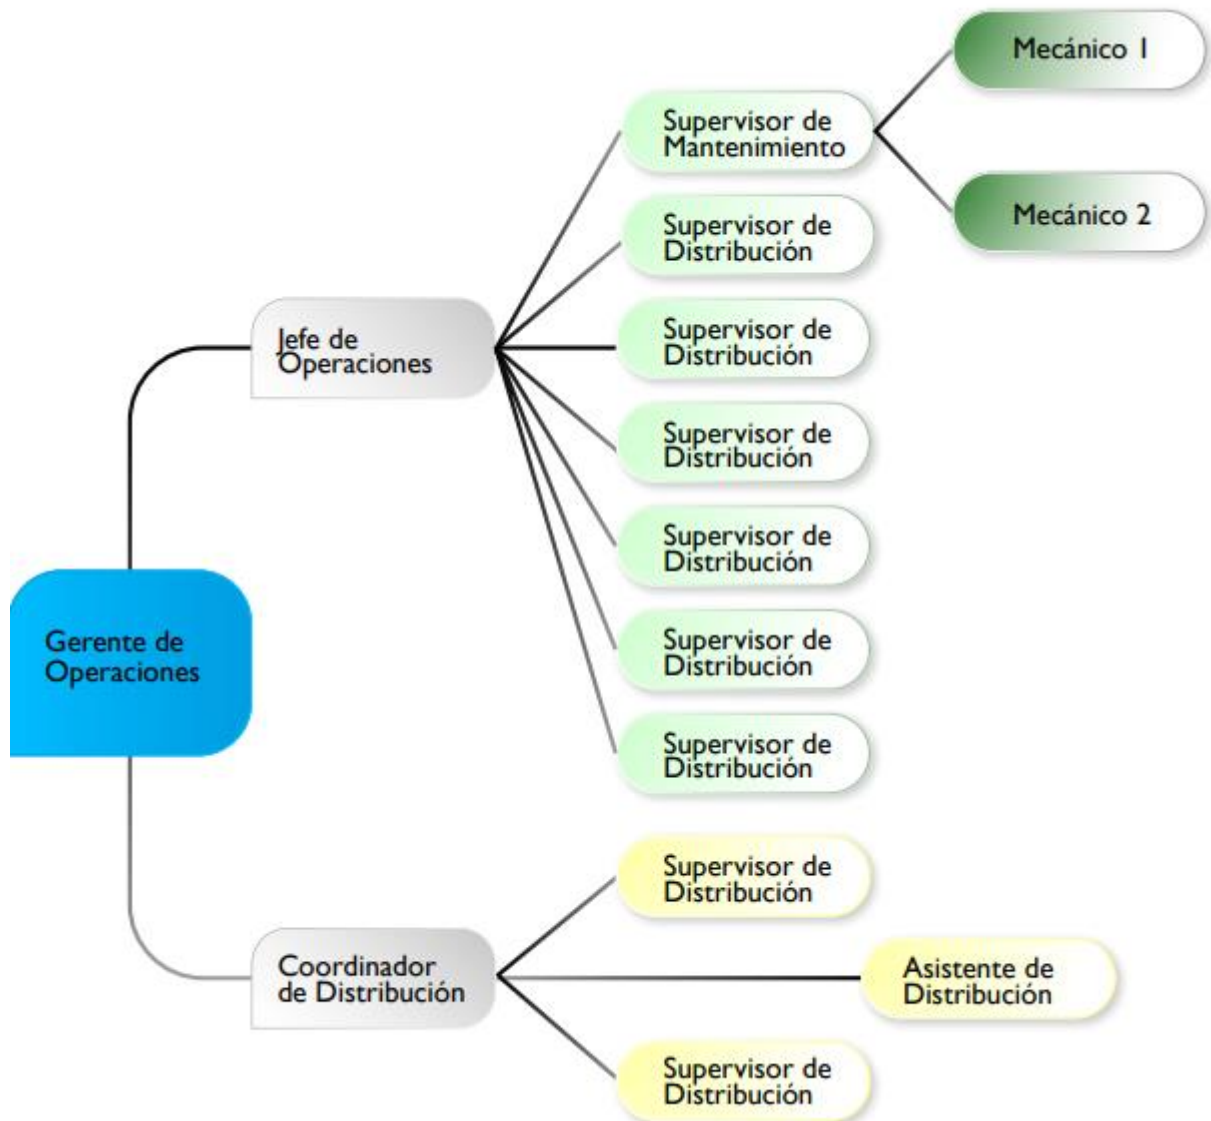 Mecánico 1
Supervisor de
Mantenimiento
Mecánico 2
Supervisor de
Distribución
Jefe de
Operaciones
Supervisor de
Distribución
Supervisor de
Distribución
Supervisor de
Distribución
Gerente de
Operaciones
Supervisor de
Distribución
Supervisor de
Distribución
Supervisor de
Distribución
Coordinador
de Distribución
Asistente de
Distribución
Supervisor de
Distribución